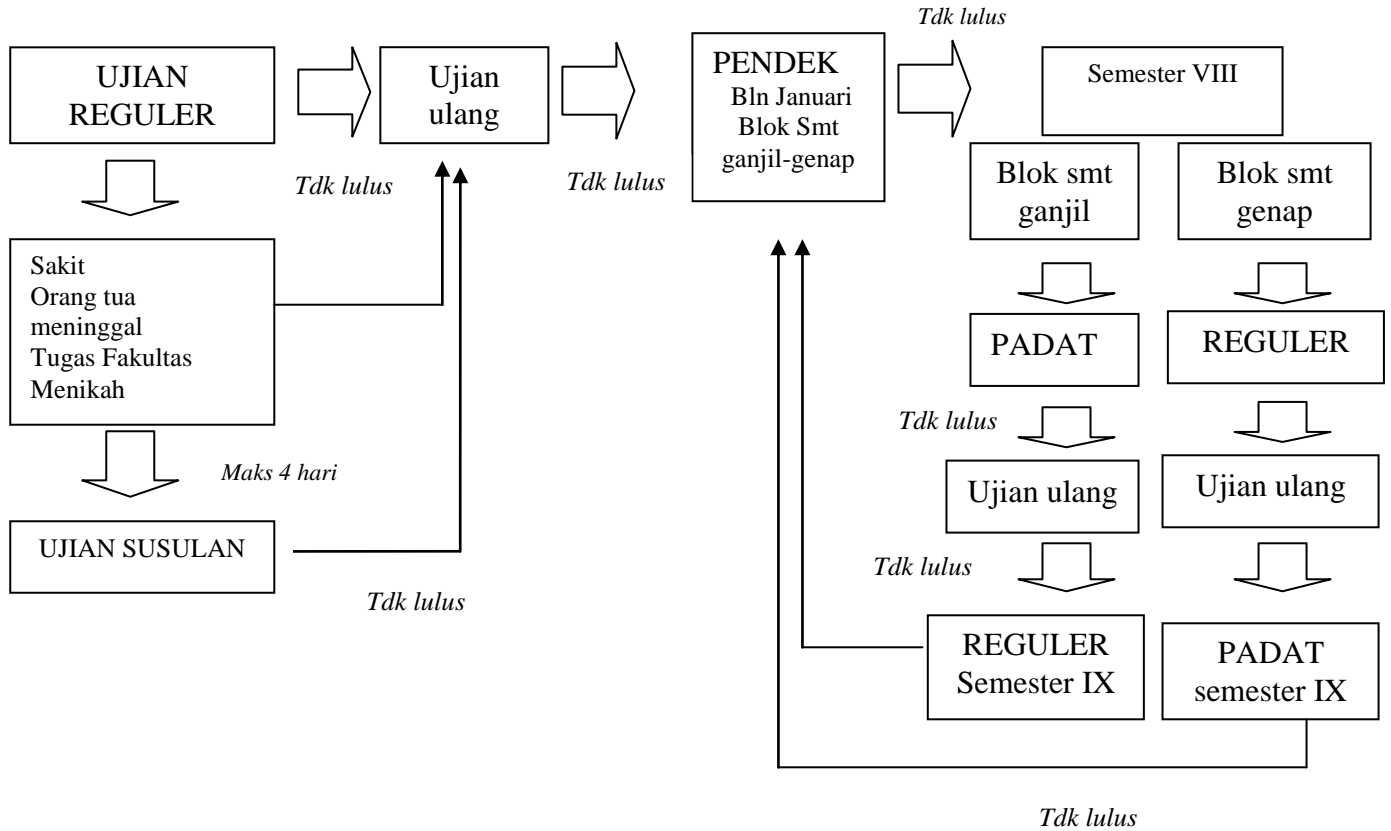 Tdk lulus
UJIAN
REGULER
Ujian
ulang
PENDEK
Bln Januari
Blok Smt
ganjil-genap
Semester VIII
Tdk lulus
Tdk lulus
Blok smt
ganjil
Blok smt
genap
Sakit
Orang tua
meninggal
Tugas Fakultas
Menikah
PADAT
REGULER
Tdk lulus
Maks 4 hari
Ujian ulang
Ujian ulang
UJIAN SUSULAN
Tdk lulus
Tdk lulus
REGULER
Semester IX
PADAT
semester IX
Tdk lulus